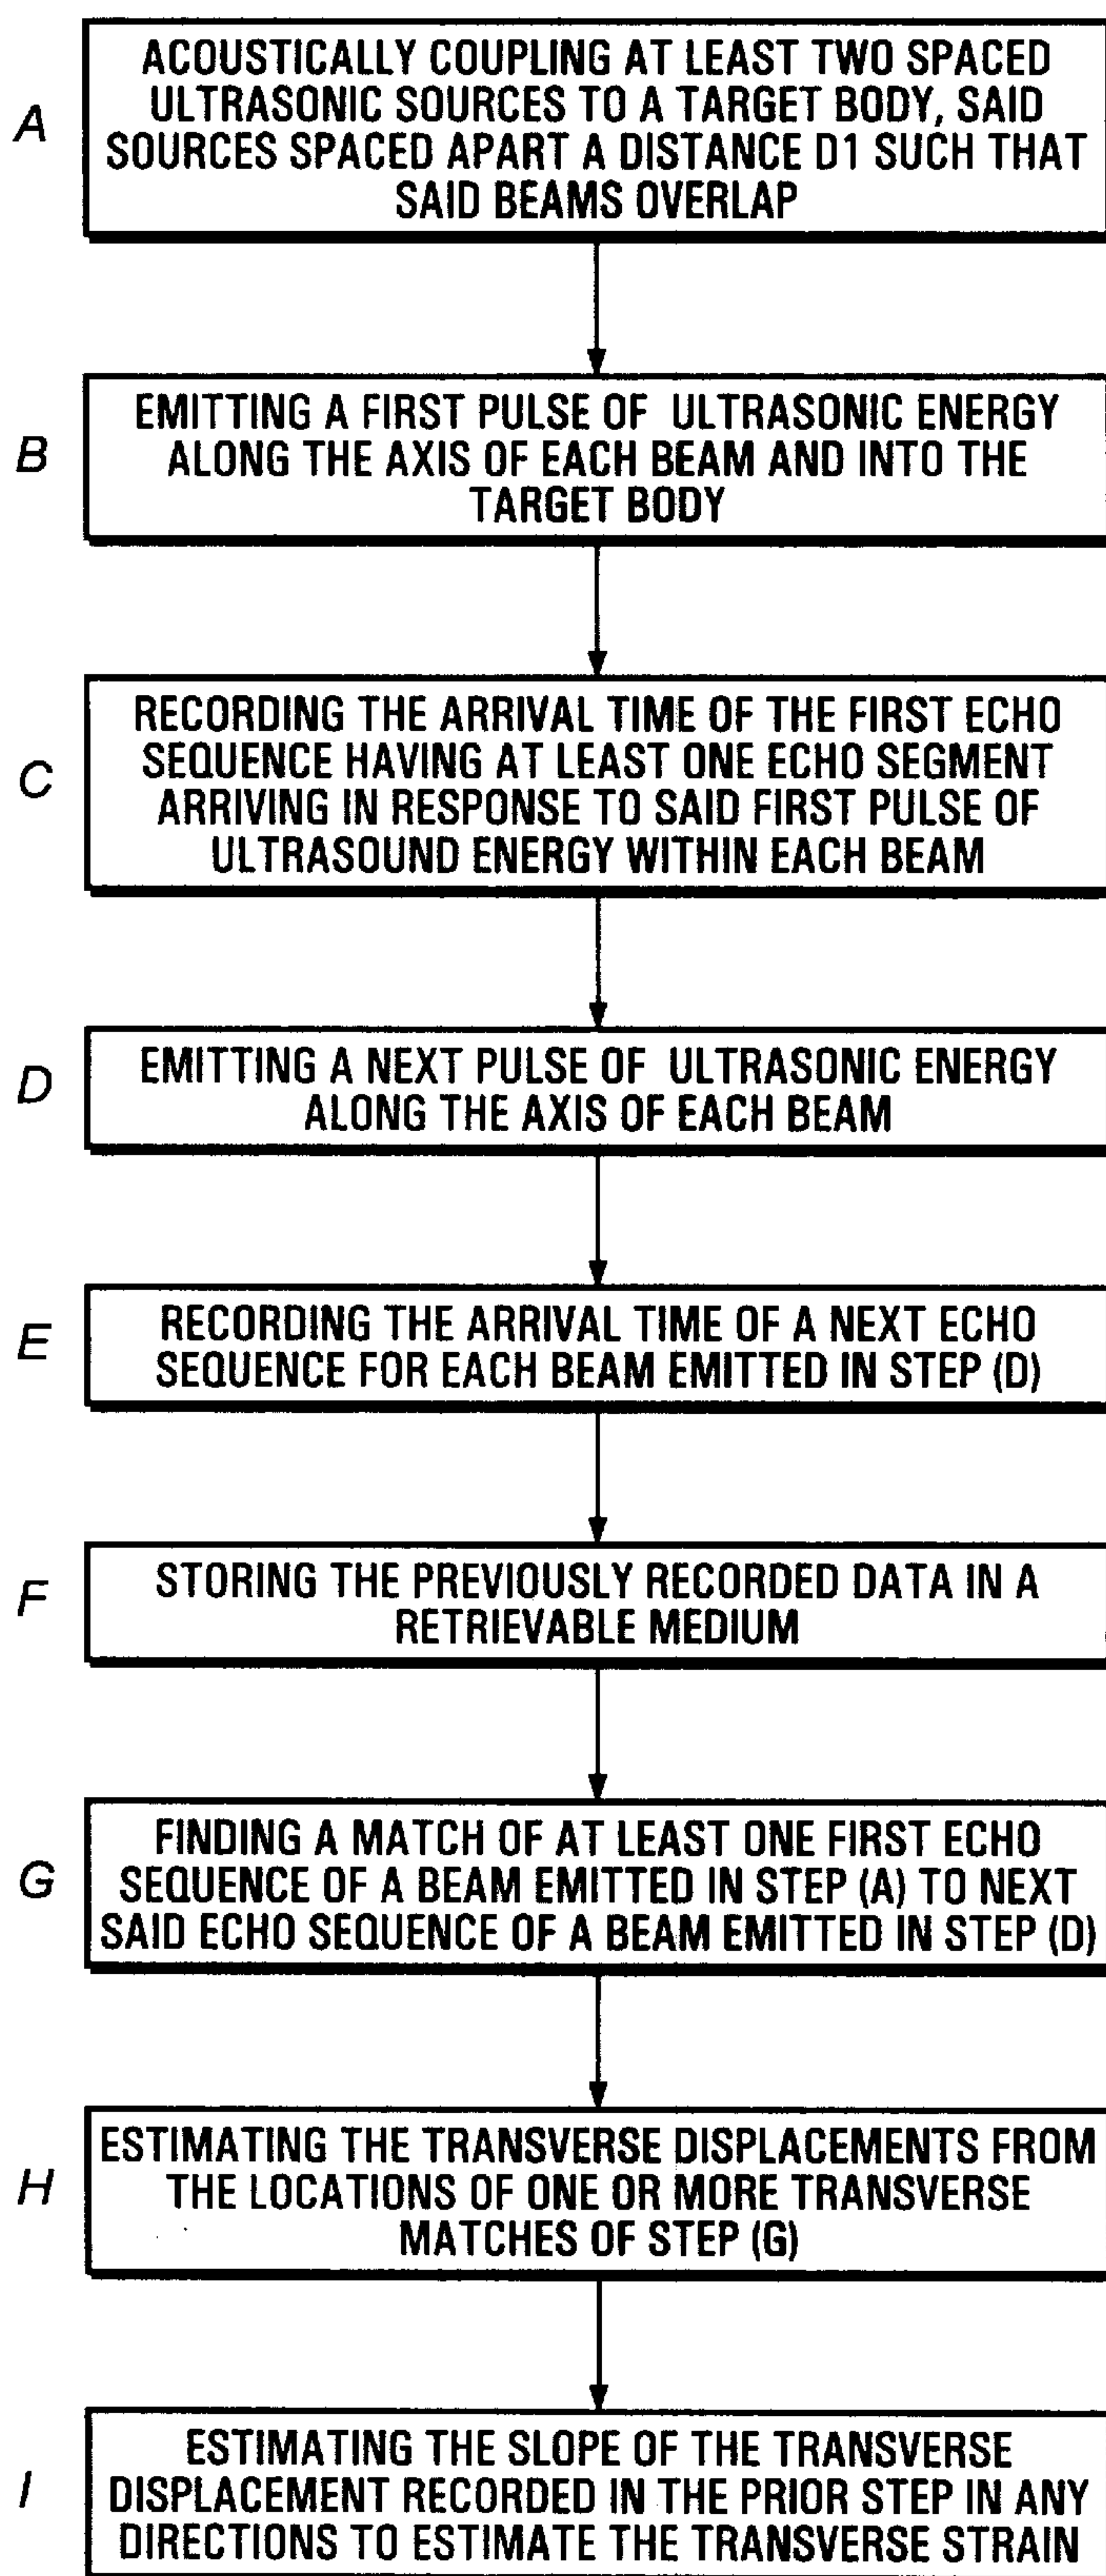 A
ACOUSTICALLY COUPLING AT LEAST TWO SPACED
ULTRASONIC SOURCES TO A TARGET BODY, SAID
SOURCES SPACED APART A DISTANCE D1 SUCH THAT
SAID BEAMS OVERLAP
B
EMITTING A FIRST PULSE OF ULTRASONIC ENERGY
ALONG THE AXIS OF EACH BEAM AND INTO THE
TARGET BODY
C
RECORDING THE ARRIVAL TIME OF THE FIRST ECHO
SEQUENCE HAVING AT LEAST ONE ECHO SEGMENT
ARRIVING IN RESPONSE TO SAID FIRST PULSE OF
ULTRASOUND ENERGY WITHIN EACH BEAM
D
EMITTING A NEXT PULSE OF ULTRASONIC ENERGY
ALONG THE AXIS OF EACH BEAM
E
RECORDING THE ARRIVAL TIME OF A NEXT ECHO
SEQUENCE FOR EACH BEAM EMITTED IN STEP (D)
F
STORING THE PREVIOUSLY RECORDED DATA IN A
RETRIEVABLE MEDIUM
G
FINDING A MATCH OF AT LEAST ONE FIRST ECHO
SEQUENCE OF A BEAM EMITTED IN STEP (A) TO NEXT
SAID ECHO SEQUENCE OF A BEAM EMITTED IN STEP (D)
H
ESTIMATING THE TRANSVERSE DISPLACEMENTS FROM
THE LOCATIONS OF ONE OR MORE TRANSVERSE
MATCHES OF STEP (G)
I
ESTIMATING THE SLOPE OF THE TRANSVERSE
DISPLACEMENT RECORDED IN THE PRIOR STEP IN ANY
DIRECTIONS TO ESTIMATE THE TRANSVERSE STRAIN